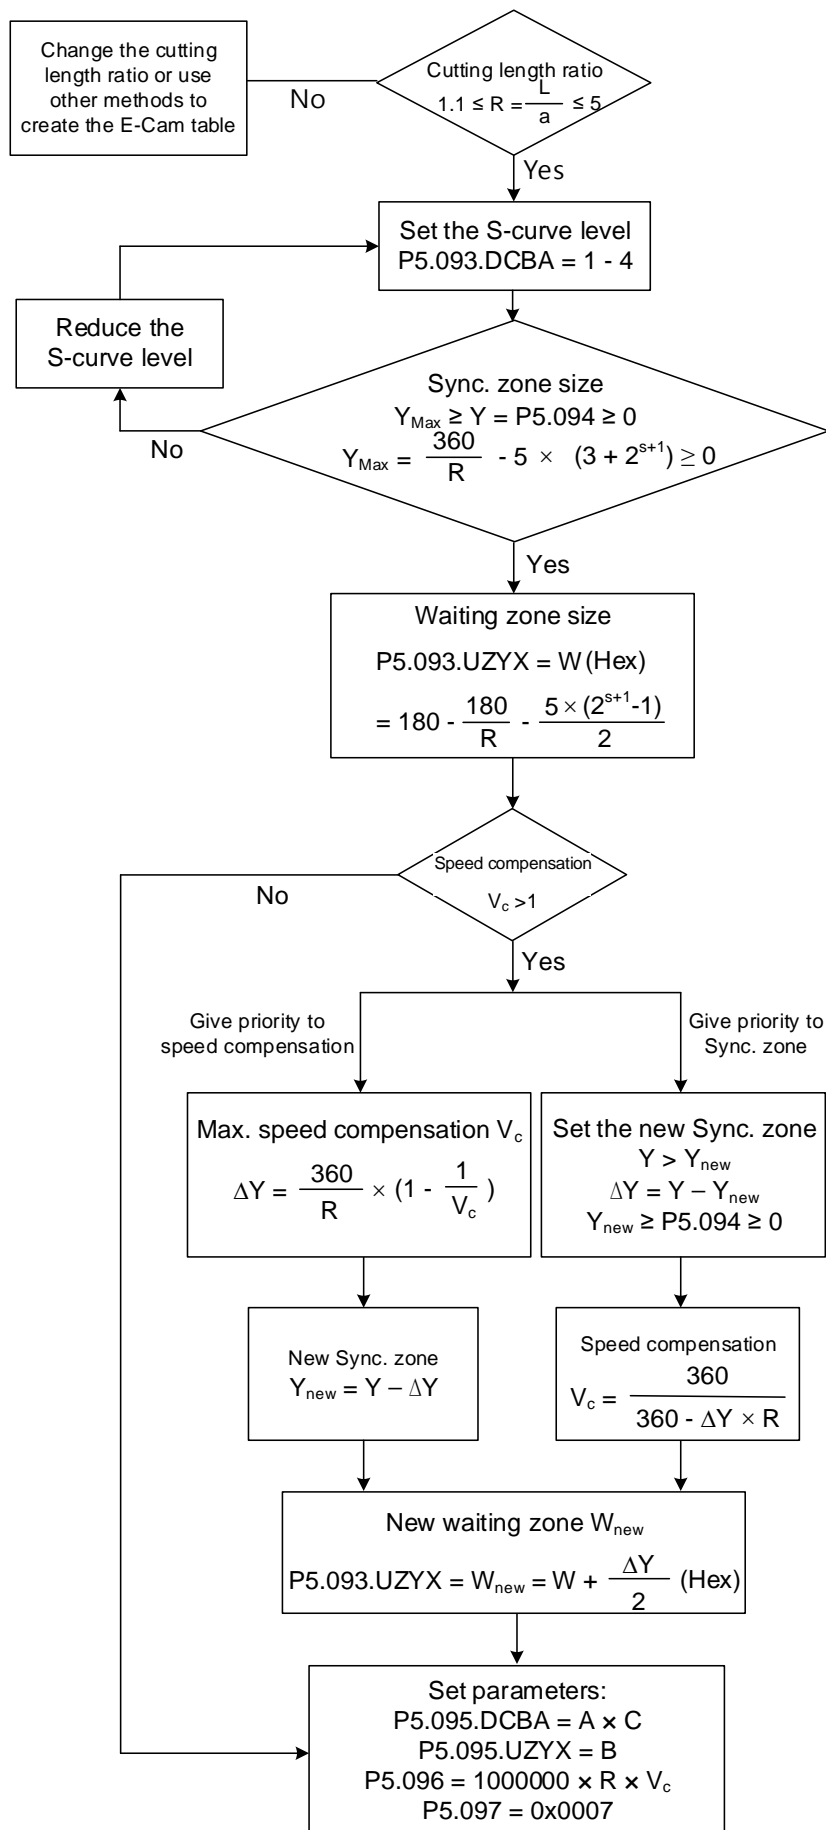 Change the cutting
length ratio or use
other methods to
create the E-Cam table
No
Cutting length ratio
1.1 ≤ R = L/a ≤ 5
Yes
Set the S-curve level
P5.093.DCBA = 1 - 4
Reduce the
S-curve level
Sync. zone size
Y_Max ≥ Y = P5.094 ≥ 0
Y_Max = 360/R - 5 × (3 + 2^{s+1}) ≥ 0
No
Yes
Waiting zone size
P5.093.UZYX = W (Hex)
= 180 - 180/R - 5 × (2^{s+1}-1)/2
Speed compensation
V_c >1
No
Yes
Give priority to
speed compensation
Give priority to
Sync. zone
Max. speed compensation V_c
ΔY = 360/R × (1 - 1/V_c )
Set the new Sync. zone
Y > Y_new
ΔY = Y – Y_new
Y_new ≥ P5.094 ≥ 0
New Sync. zone
Y_new = Y – ΔY
Speed compensation
V_c = 360/(360 - ΔY × R)
New waiting zone W_new
P5.093.UZYX = W_new = W + ΔY/2 (Hex)
Set parameters:
P5.095.DCBA = A × C
P5.095.UZYX = B
P5.096 = 1000000 × R × V_c
P5.097 = 0x0007